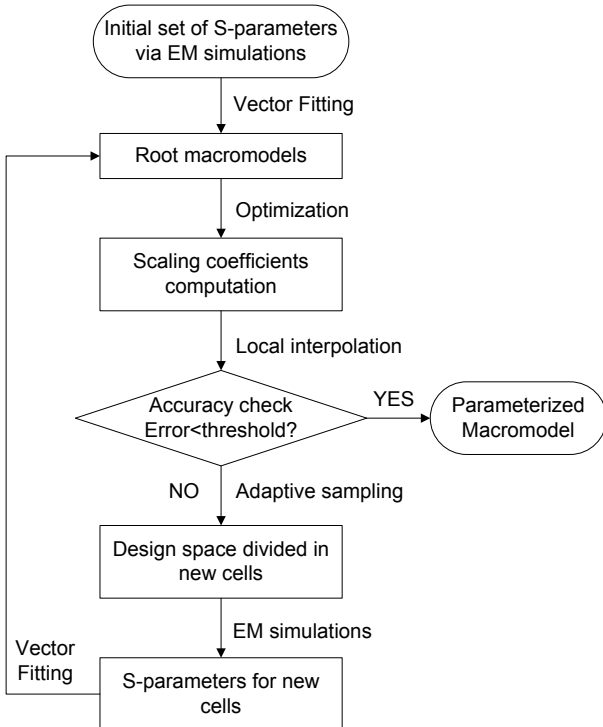 Initial set of S-parameters
via EM simulations
Vector Fitting
Root macromodels
Optimization
Scaling coefficients
computation
Local interpolation
Accuracy check
Error<threshold?
YES
Parameterized
Macromodel
NO
Adaptive sampling
Design space divided in
new cells
EM simulations
Vector
Fitting
S-parameters for new
cells